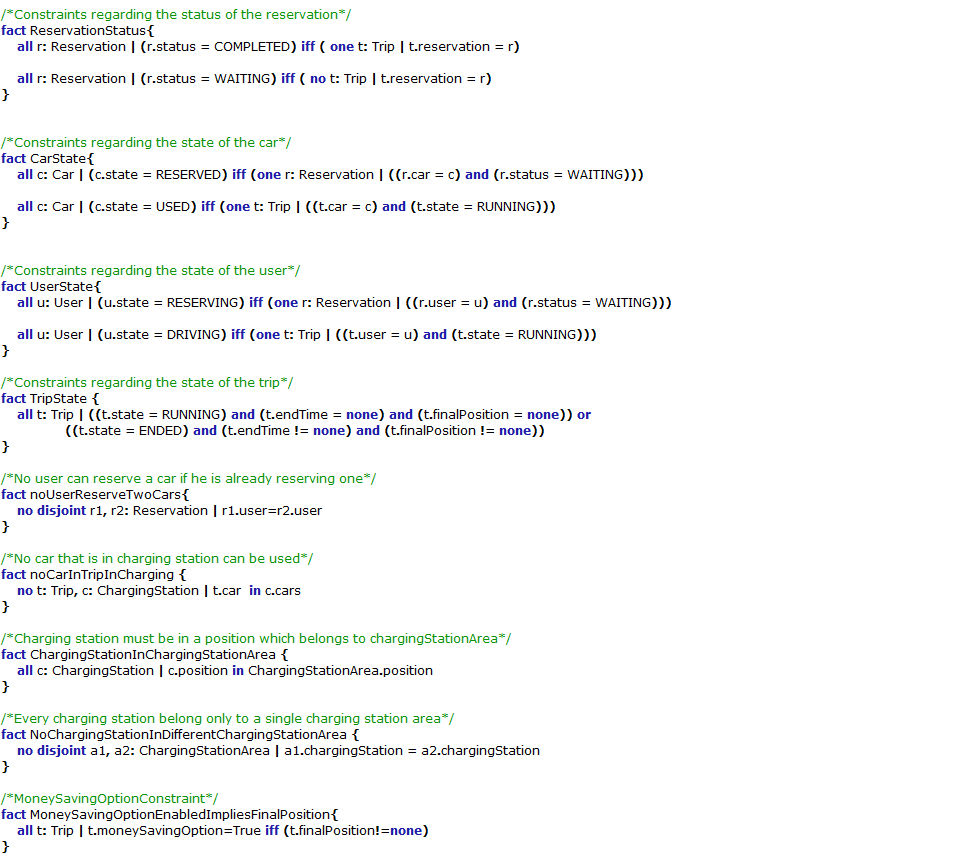 /*Constraints regarding the status of the reservation*/
fact ReservationStatus{
all r: Reservation | (r.status = COMPLETED) iff ( one t: Trip | t.reservation = r)
all r: Reservation | (r.status = WAITING) iff ( no t: Trip | t.reservation = r)
}
/*Constraints regarding the state of the car*/
fact CarState{
all c: Car | (c.state = RESERVED) iff (one r: Reservation | ((r.car = c) and (r.status = WAITING)))
all c: Car | (c.state = USED) iff (one t: Trip | ((t.car = c) and (t.state = RUNNING)))
}
/*Constraints regarding the state of the user*/
fact UserState{
all u: User | (u.state = RESERVING) iff (one r: Reservation | ((r.user = u) and (r.status = WAITING)))
all u: User | (u.state = DRIVING) iff (one t: Trip | ((t.user = u) and (t.state = RUNNING)))
}
/*Constraints regarding the state of the trip*/
fact TripState {
all t: Trip | ((t.state = RUNNING) and (t.endTime = none) and (t.finalPosition = none)) or
((t.state = ENDED) and (t.endTime != none) and (t.finalPosition != none))
}
/*No user can reserve a car if he is already reserving one*/
fact noUserReserveTwoCars{
no disjoint r1, r2: Reservation | r1.user=r2.user
}
/*No car that is in charging station can be used*/
fact noCarInTripInCharging {
no t: Trip, c: ChargingStation | t.car  in c.cars
}
/*Charging station must be in a position which belongs to chargingStationArea*/
fact ChargingStationInChargingStationArea {
all c: ChargingStation | c.position in ChargingStationArea.position
}
/*Every charging station belong only to a single charging station area*/
fact NoChargingStationInDifferentChargingStationArea {
no disjoint a1, a2: ChargingStationArea | a1.chargingStation = a2.chargingStation
}
/*MoneySavingOptionConstraint*/
fact MoneySavingOptionEnabledImpliesFinalPosition{
all t: Trip | t.moneySavingOption=True iff (t.finalPosition!=none)
}